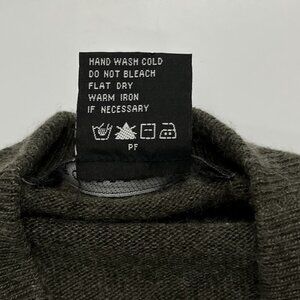 HAND WASH COLD
DO NOT BLEACH
FLAT DRY
WARM IRON
IF NECESSARY
PF